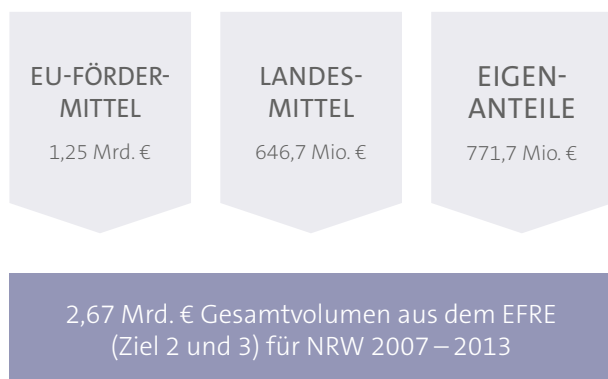 EU-FÖRDER-
MITTEL
1,25 Mrd. €
LANDES-
MITTEL
646,7 Mio. €
EIGEN-
ANTEILE
771,7 Mio. €
2,67 Mrd. € Gesamtvolumen aus dem EFRE
(Ziel 2 und 3) für NRW 2007 – 2013